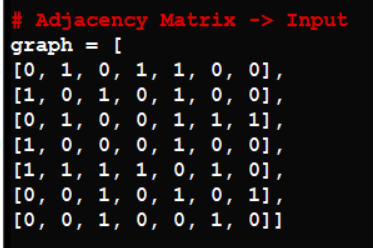 # Adjacency Matrix -> Input
graph = [
[0, 1, 0, 1, 1, 0, 0],
[1, 0, 1, 0, 1, 0, 0],
[0, 1, 0, 0, 1, 1, 1],
[1, 0, 0, 0, 1, 0, 0],
[1, 1, 1, 1, 0, 1, 0],
[0, 0, 1, 0, 1, 0, 1],
[0, 0, 1, 0, 0, 1, 0]]